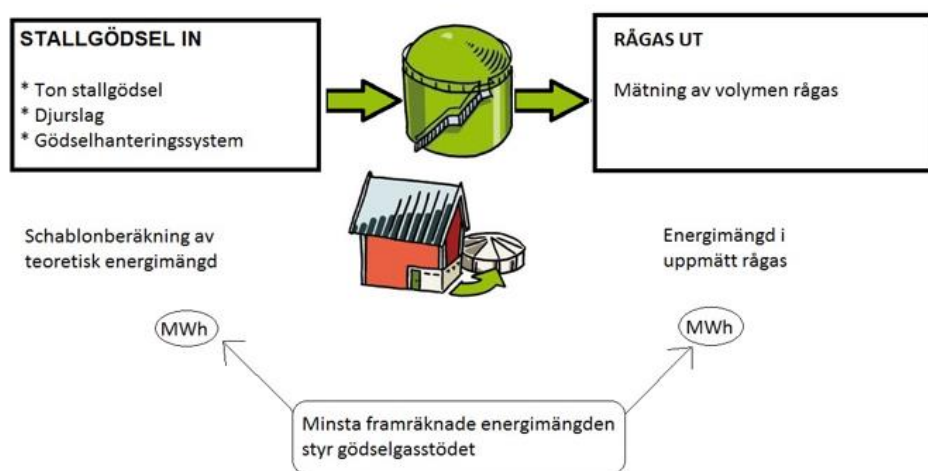 STALLGÖDSEL IN
* Ton stallgödsel
* Djurslag
* Gödselhanteringssystem
RÅGAS UT
Mätning av volymen rågas
Schablonberäkning av
teoretisk energimängd
Energimängd i
uppmätt rågas
MWh
MWh
Minsta framräknade energimängden
styr gödselgasstödet